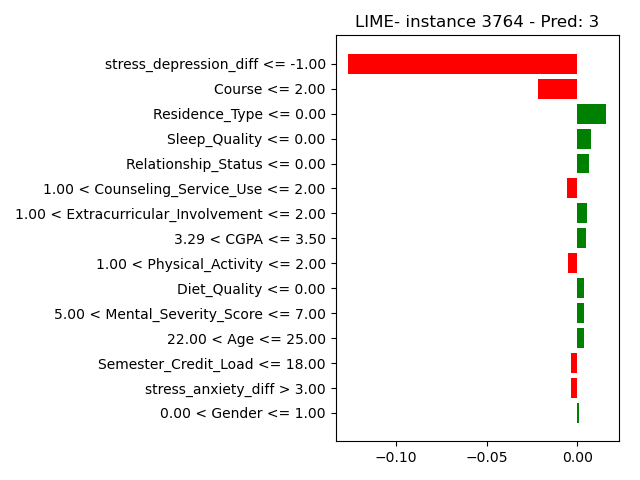 LIME- instance 3764 - Pred: 3
stress_depression_diff <= -1.00
Course <= 2.00
Residence_Type <= 0.00
Sleep_Quality <= 0.00
Relationship_Status <= 0.00
1.00 < Counseling_Service_Use <= 2.00
1.00 < Extracurricular_Involvement <= 2.00
3.29 < CGPA <= 3.50
1.00 < Physical_Activity <= 2.00
Diet_Quality <= 0.00
5.00 < Mental_Severity_Score <= 7.00
22.00 < Age <= 25.00
Semester_Credit_Load <= 18.00
stress_anxiety_diff > 3.00
0.00 < Gender <= 1.00
−0.10 −0.05 0.00